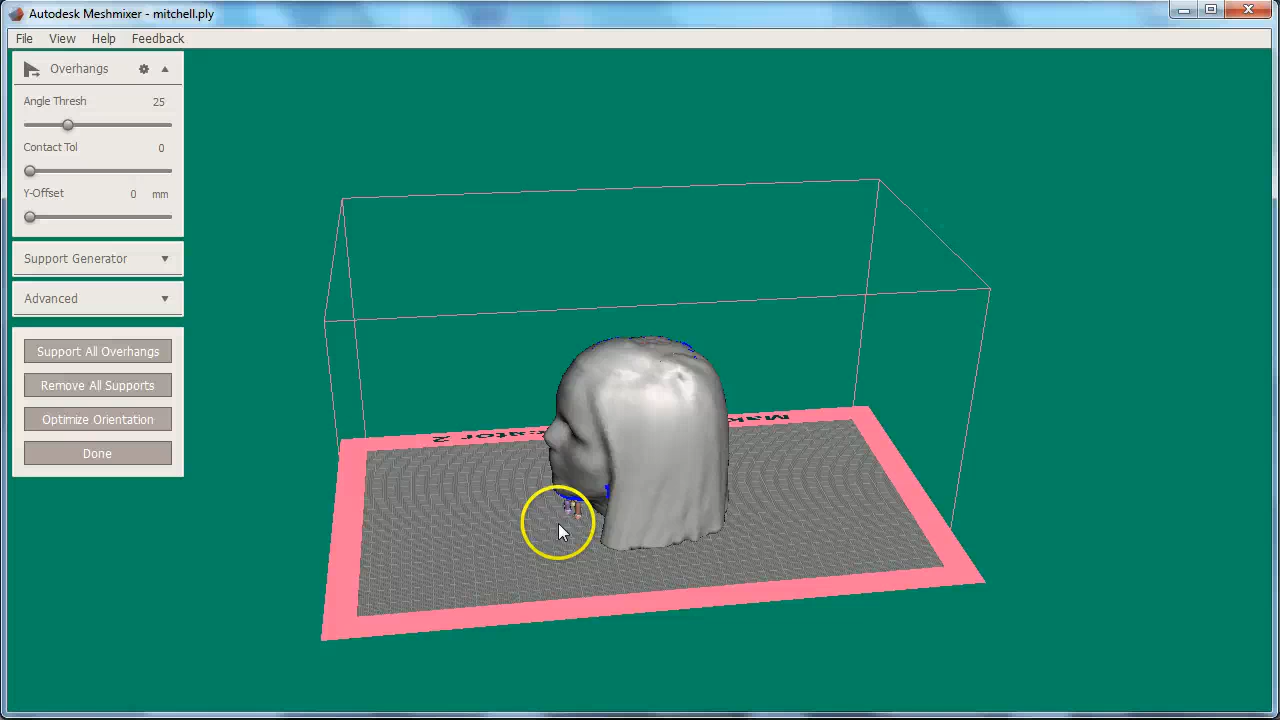 Autodesk Meshmixer - mitchell.ply
File View Help Feedback
Overhangs
Angle Thresh 25
Contact Tol 0
Y-Offset 0 mm
Support Generator
Advanced
Support All Overhangs
Remove All Supports
Optimize Orientation
Done